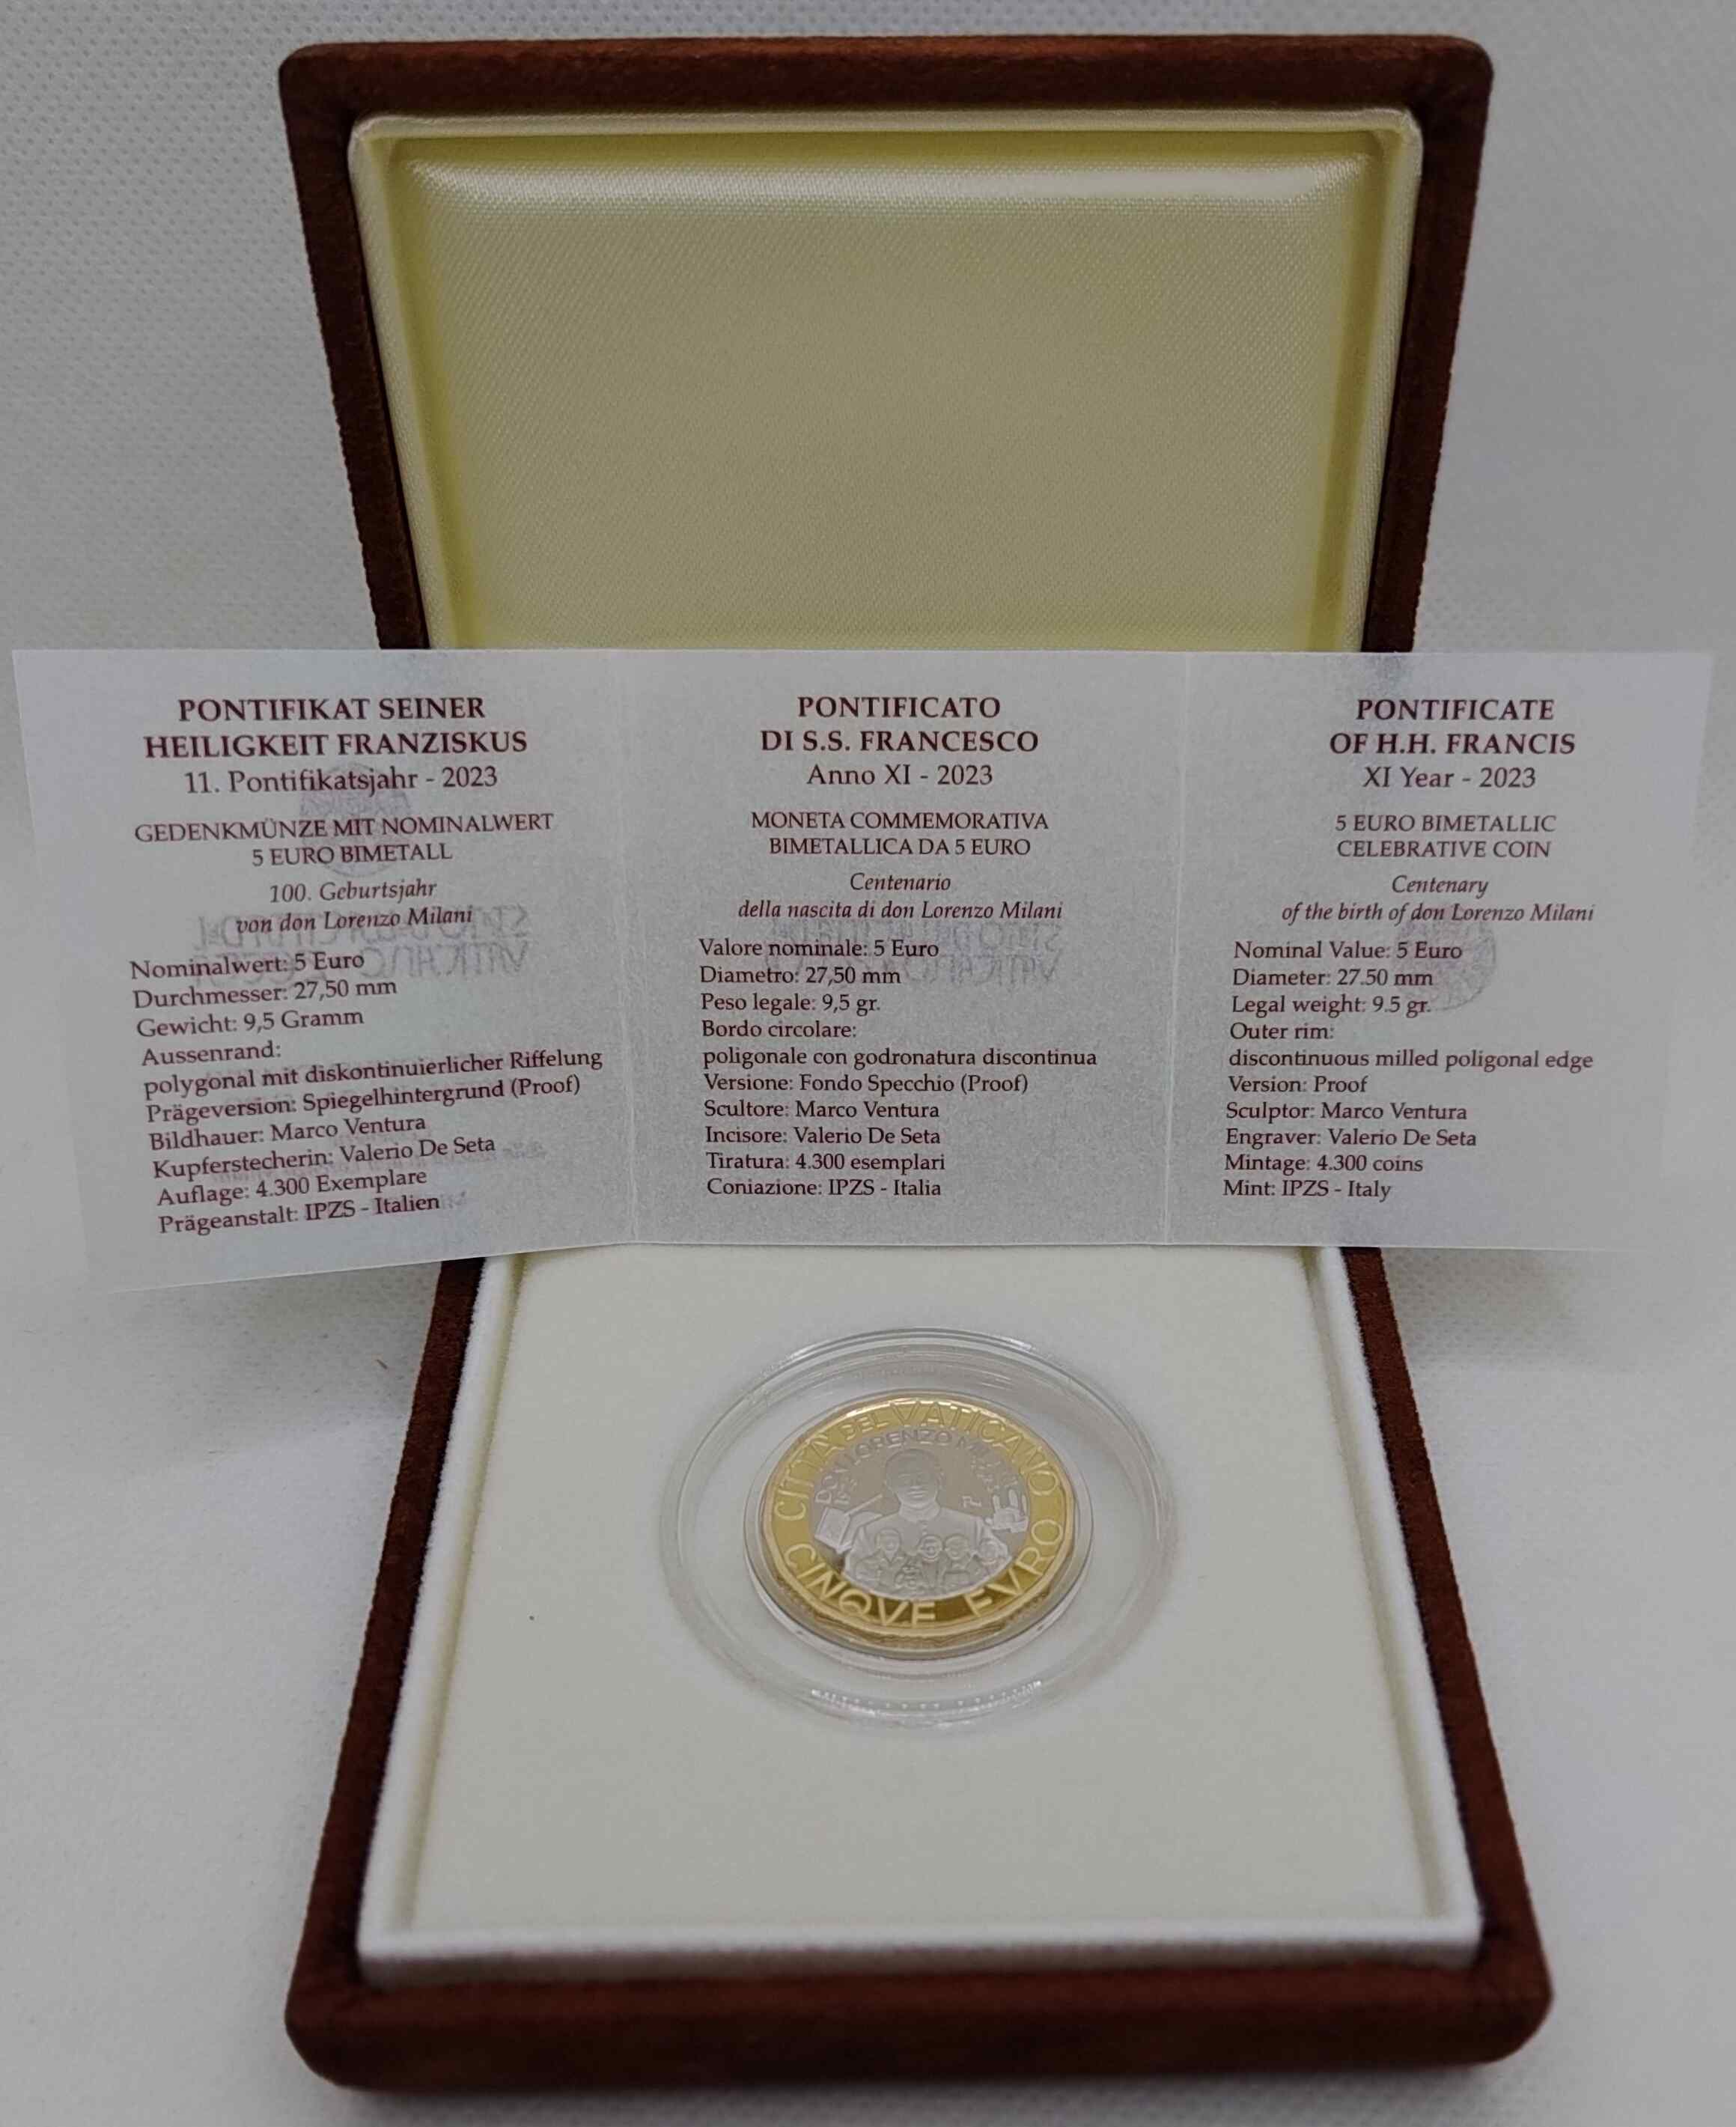 PONTIFIKAT SEINER
HEILIGKEIT FRANZISKUS
11. Pontifikatsjahr - 2023
GEDENKMÜNZE MIT NOMINALWERT
5 EURO BIMETALL
100. Geburtsjahr
von don Lorenzo Milani
Nominalwert: 5 Euro
Durchmesser: 27,50 mm
Gewicht: 9,5 Gramm
Aussenrand:
polygonal mit diskontinuierlicher Riffelung
Prägeversion: Spiegelhintergrund (Proof)
Bildhauer: Marco Ventura
Kupferstecherin: Valerio De Seta
Auflage: 4.300 Exemplare
Prägeanstalt: IPZS - Italien
PONTIFICATO
DI S.S. FRANCESCO
Anno XI - 2023
MONETA COMMEMORATIVA
BIMETALLICA DA 5 EURO
Centenario
della nascita di don Lorenzo Milani
Valore nominale: 5 Euro
Diametro: 27,50 mm
Peso legale: 9,5 gr.
Bordo circolare:
poligonale con godronatura discontinua
Versione: Fondo Specchio (Proof)
Scultore: Marco Ventura
Incisore: Valerio De Seta
Tiratura: 4.300 esemplari
Coniazione: IPZS - Italia
PONTIFICATE
OF H.H. FRANCIS
XI Year - 2023
5 EURO BIMETALLIC
CELEBRATIVE COIN
Centenary
of the birth of don Lorenzo Milani
Nominal Value: 5 Euro
Diameter: 27.50 mm
Legal weight: 9.5 gr.
Outer rim:
discontinuous milled poligonal edge
Version: Proof
Sculptor: Marco Ventura
Engraver: Valerio De Seta
Mintage: 4.300 coins
Mint: IPZS - Italy
CITTÀ DEL VATICANO
DON LORENZO
CINQVE EVRO